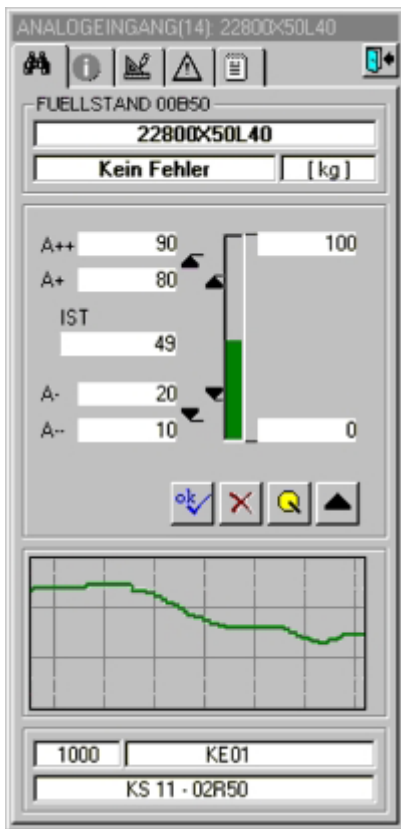 ANALOGEINGANG(14): 22800X50L40
FUELLSTAND 00B50
22800X50L40
Kein Fehler [ kg ]
A++ 90 100
A+ 80
IST
49
A- 20
A-- 10 0
ok
1000 KE01
KS 11 - 02R50